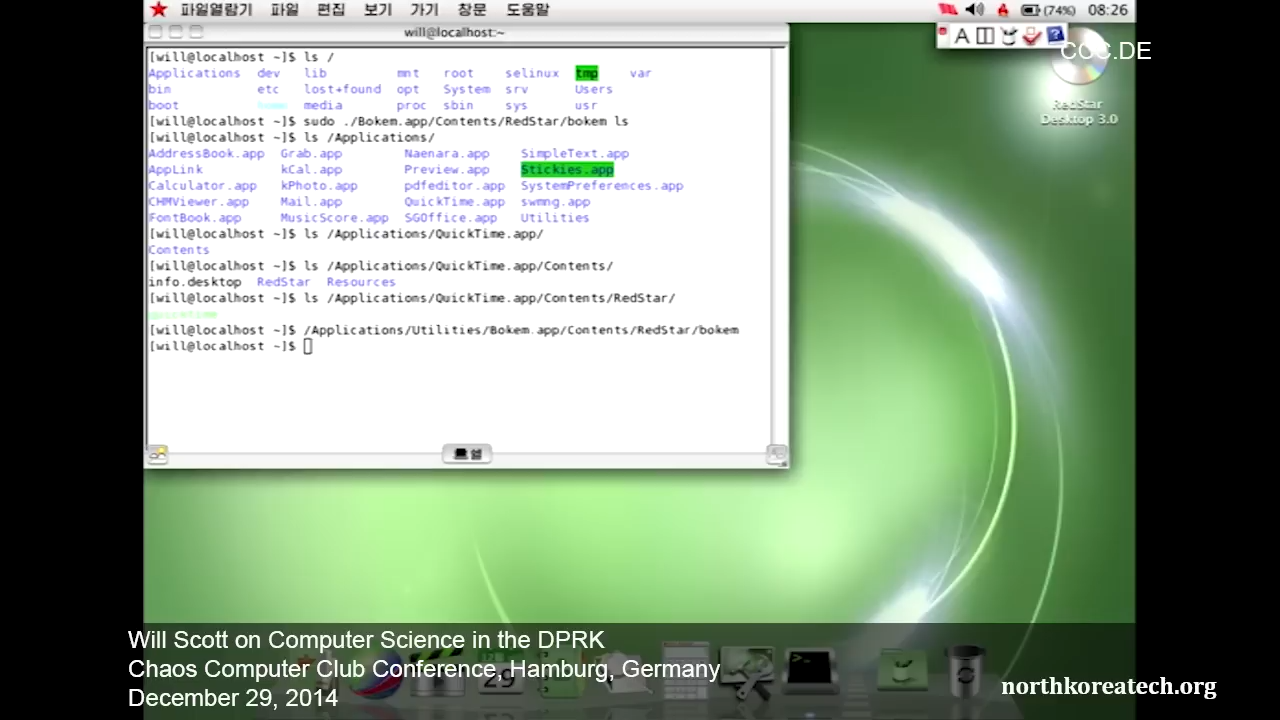 파일열람기 파일 편집 보기 가기 창문 도움말 (74%) 08:26
will@localhost:~
A
CCC.DE
RedStar
Desktop 3.0
[will@localhost ~]$ ls /
Applications dev lib mnt root selinux tmp var
bin etc lost+found opt System srv Users
boot home media proc sbin sys usr
[will@localhost ~]$ sudo ./Bokem.app/Contents/RedStar/bokem ls
[will@localhost ~]$ ls /Applications/
AddressBook.app Grab.app Naenara.app SimpleText.app
AppLink kCal.app Preview.app Stickies.app
Calculator.app kPhoto.app pdfeditor.app SystemPreferences.app
CHMViewer.app Mail.app QuickTime.app swmng.app
FontBook.app MusicScore.app SGOffice.app Utilities
[will@localhost ~]$ ls /Applications/QuickTime.app/
Contents
[will@localhost ~]$ ls /Applications/QuickTime.app/Contents/
info.desktop RedStar Resources
[will@localhost ~]$ ls /Applications/QuickTime.app/Contents/RedStar/
quicktime
[will@localhost ~]$ /Applications/Utilities/Bokem.app/Contents/RedStar/bokem
[will@localhost ~]$
쉘
29
Will Scott on Computer Science in the DPRK
Chaos Computer Club Conference, Hamburg, Germany
December 29, 2014
northkoreatech.org